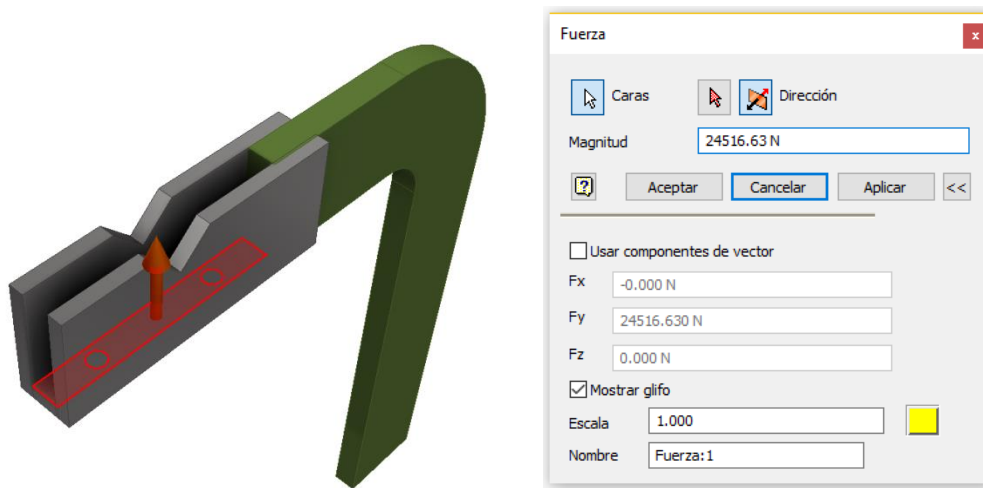 Fuerza
x
Caras
Dirección
Magnitud
24516.63 N
?
Aceptar
Cancelar
Aplicar
<<
Usar componentes de vector
Fx
-0.000 N
Fy
24516.630 N
Fz
0.000 N
Mostrar glifo
Escala
1.000
Nombre
Fuerza:1